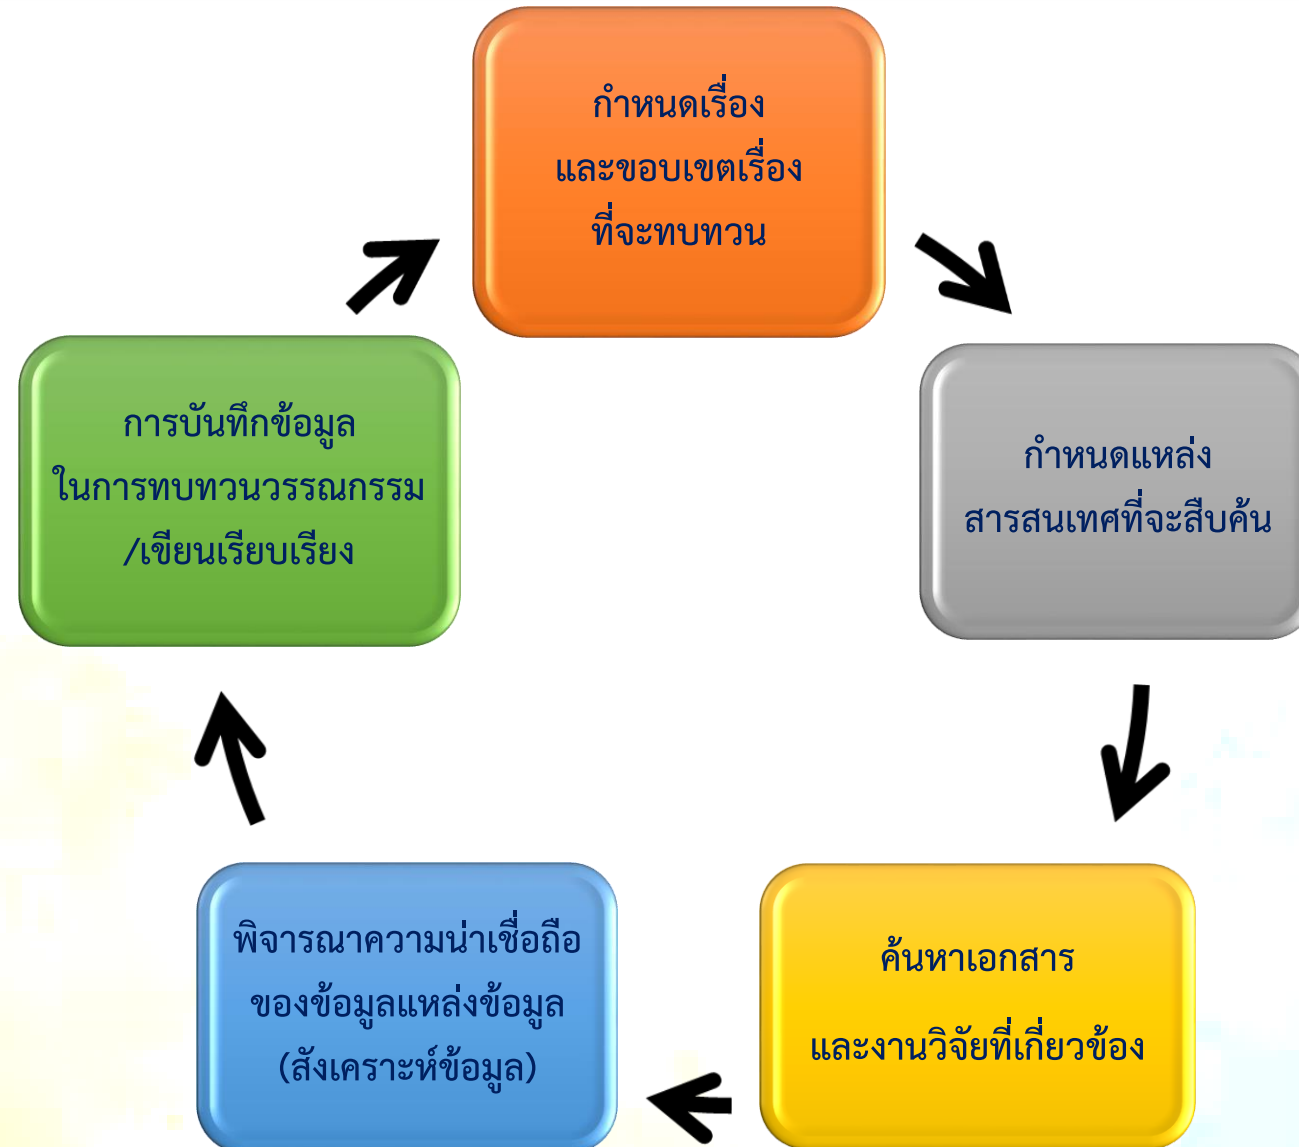 กำหนดเรื่อง
และขอบเขตเรื่อง
ที่จะทบทวน
กำหนดแหล่ง
สารสนเทศที่จะสืบค้น
ค้นหาเอกสาร
และงานวิจัยที่เกี่ยวข้อง
พิจารณาความน่าเชื่อถือ
ของข้อมูลแหล่งข้อมูล
(สังเคราะห์ข้อมูล)
การบันทึกข้อมูล
ในการทบทวนวรรณกรรม
/เขียนเรียบเรียง